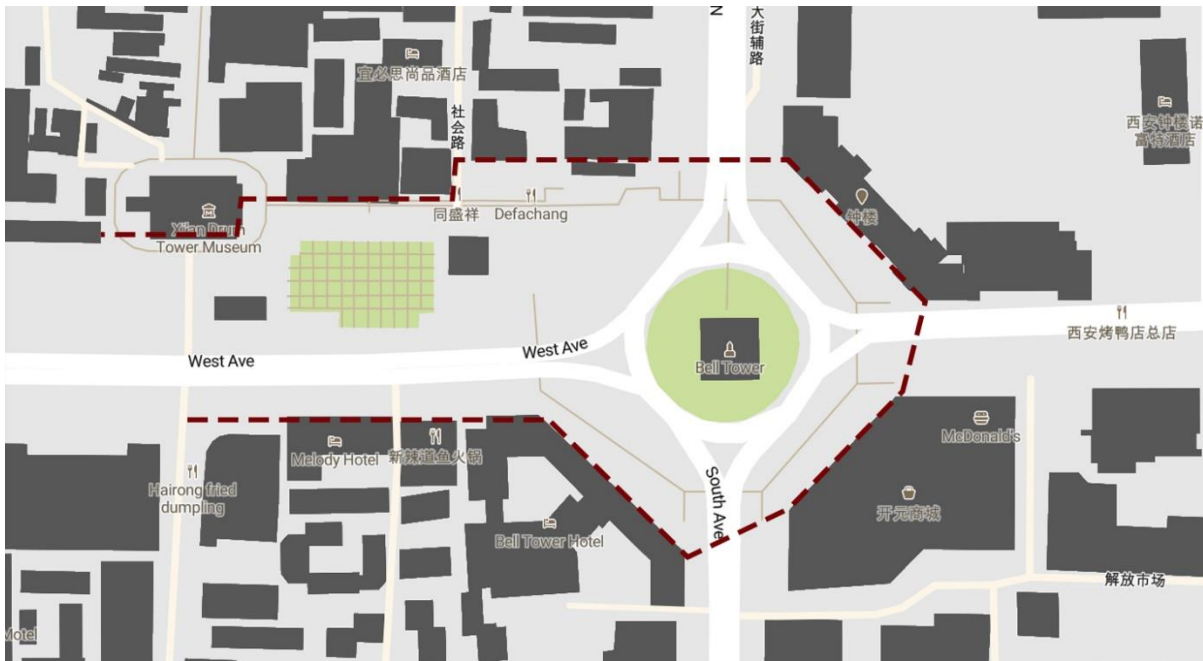 N
大街辅路
宜必思尚品酒店
社会路
西安钟楼诺
富特酒店
同盛祥
Defachang
钟楼
Xi'an Drum
Tower Museum
西安烤鸭店总店
West Ave
West Ave
Bell Tower
McDonald's
Melody Hotel
新辣道鱼火锅
Hairong fried
dumpling
South Ave
开元商城
Bell Tower Hotel
解放市场
Motel